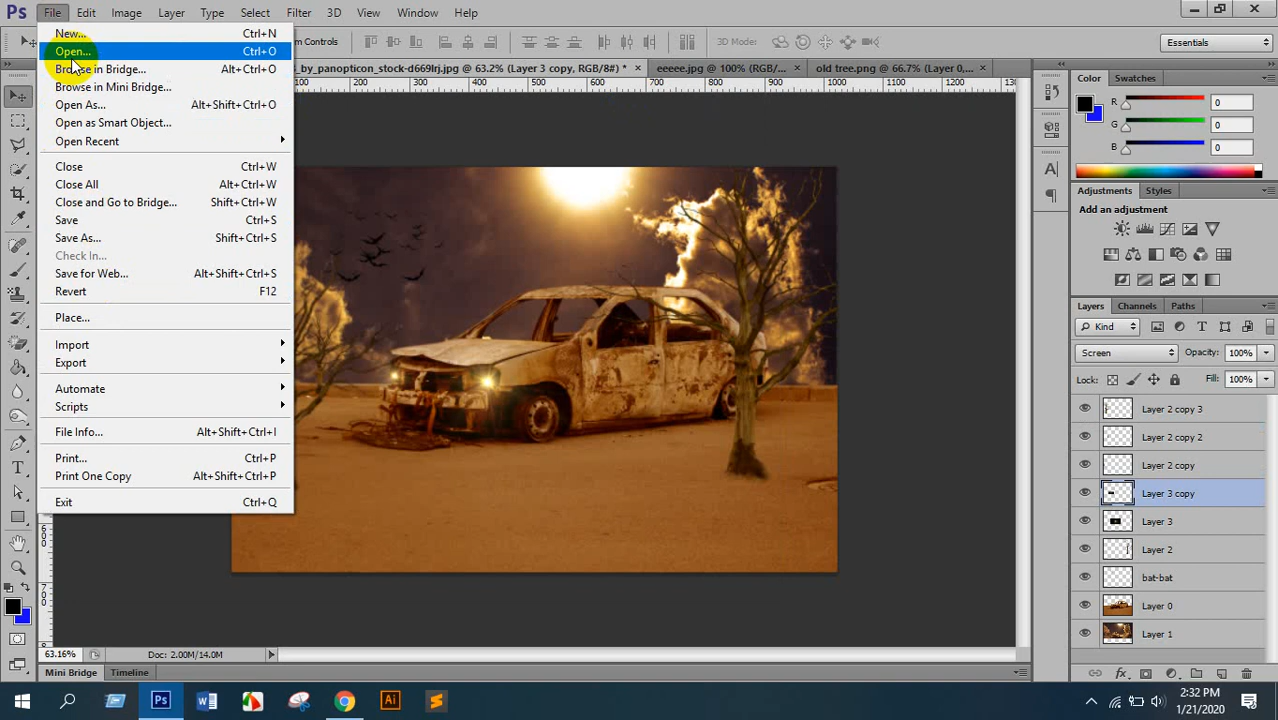 Ps File Edit Image Layer Type Select Filter 3D View Window Help
m Controls 3D Mode: Essentials
_by_panopticon_stock-d669lrj.jpg @ 63.2% (Layer 3 copy, RGB/8#) * × eeeee.jpg @ 100% (RGB/... × old tree.png @ 66.7% (Layer 0,... ×
400 500 600 700 800 900 1000 1100 1200 1300
New... Ctrl+N
Open... Ctrl+O
Browse in Bridge... Alt+Ctrl+O
Browse in Mini Bridge...
Open As... Alt+Shift+Ctrl+O
Open as Smart Object...
Open Recent
Close Ctrl+W
Close All Alt+Ctrl+W
Close and Go to Bridge... Shift+Ctrl+W
Save Ctrl+S
Save As... Shift+Ctrl+S
Check In...
Save for Web... Alt+Shift+Ctrl+S
Revert F12
Place...
Import
Export
Automate
Scripts
File Info... Alt+Shift+Ctrl+I
Print... Ctrl+P
Print One Copy Alt+Shift+Ctrl+P
Exit Ctrl+Q
Color Swatches
R 0
G 0
B 0
Adjustments Styles
Add an adjustment
Layers Channels Paths
Kind
Screen Opacity: 100%
Lock: Fill: 100%
Layer 2 copy 3
Layer 2 copy 2
Layer 2 copy
Layer 3 copy
Layer 3
Layer 2
bat-bat
Layer 0
Layer 1
63.16% Doc: 2.00M/14.0M
Mini Bridge Timeline
2:32 PM
1/21/2020